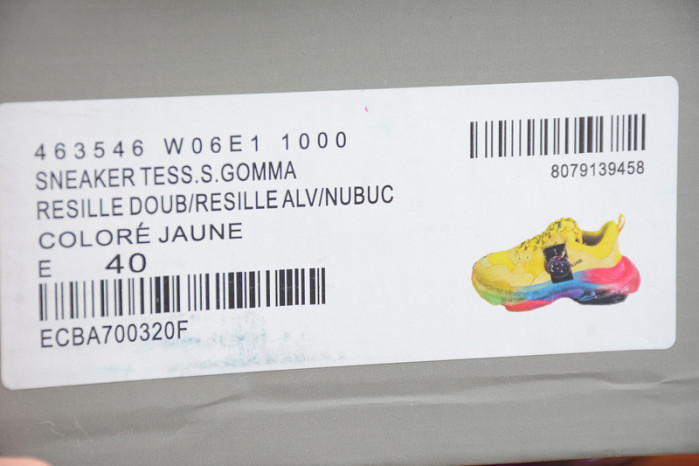 463546 W06E1 1000
SNEAKER TESS.S.GOMMA
RESILLE DOUB/RESILLE ALV/NUBUC
COLORÉ JAUNE
E 40
ECBA700320F
8079139458